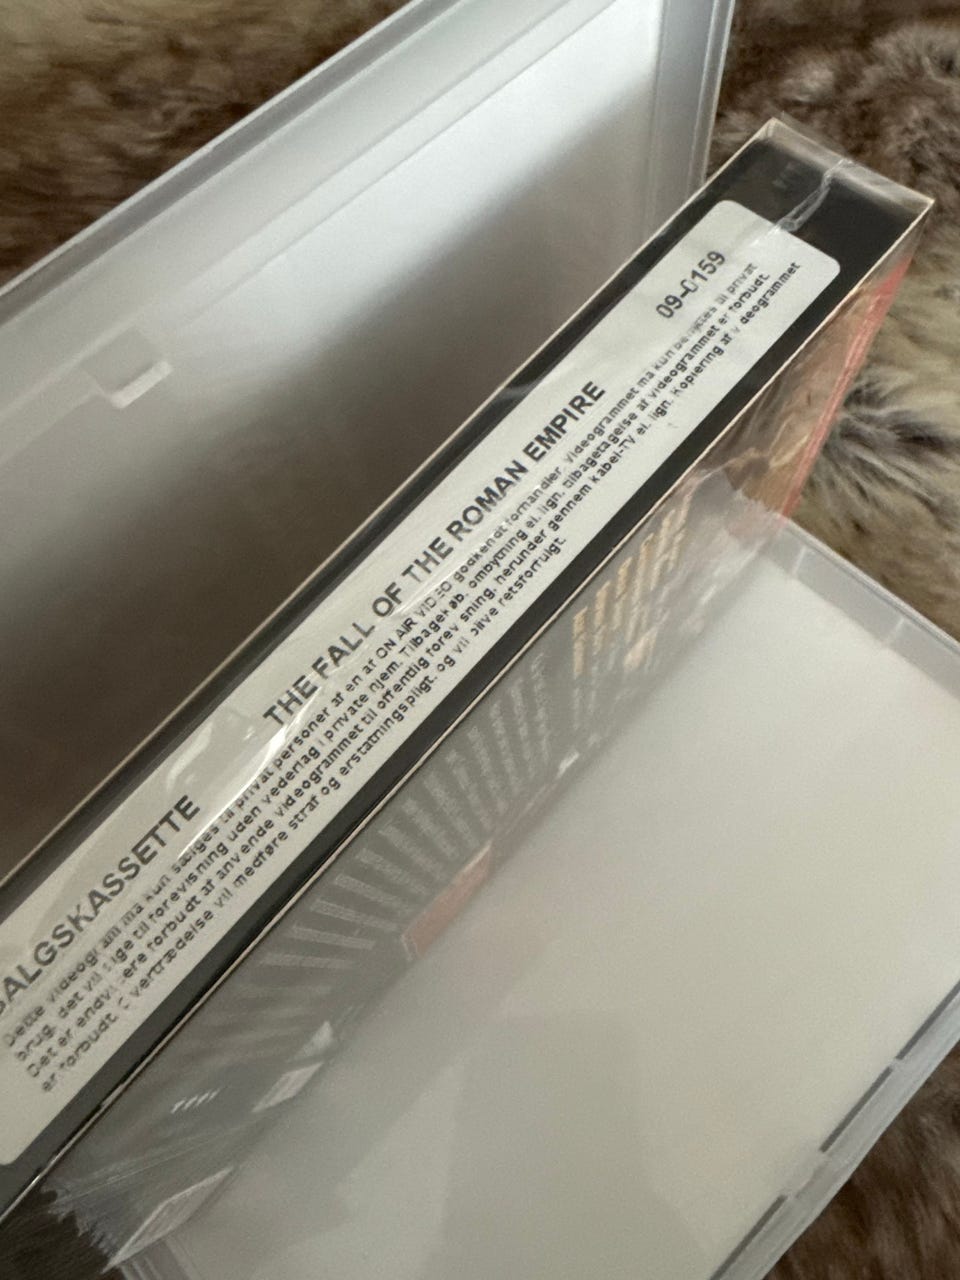 SALGSKASSETTE THE FALL OF THE ROMAN EMPIRE 09-0159
Dette videogram må kun sælges til privat personer af en af ON AIR VIDEO godkendt forhandler. Videogrammet må kun benyttes til privat
brug, det vil sige til forevisning uden vederlag i private hjem. Tilbagekøb, ombytning el. lign. tilbagetagelse af videogrammet er forbudt.
Det er endvidere forbudt at anvende videogrammet til offentlig forevisning, herunder gennem kabel-TV el. lign. Kopiering af videogrammet
er forbudt. Overtrædelse vil medføre straf og erstatningspligt, og vil blive retsforfulgt.